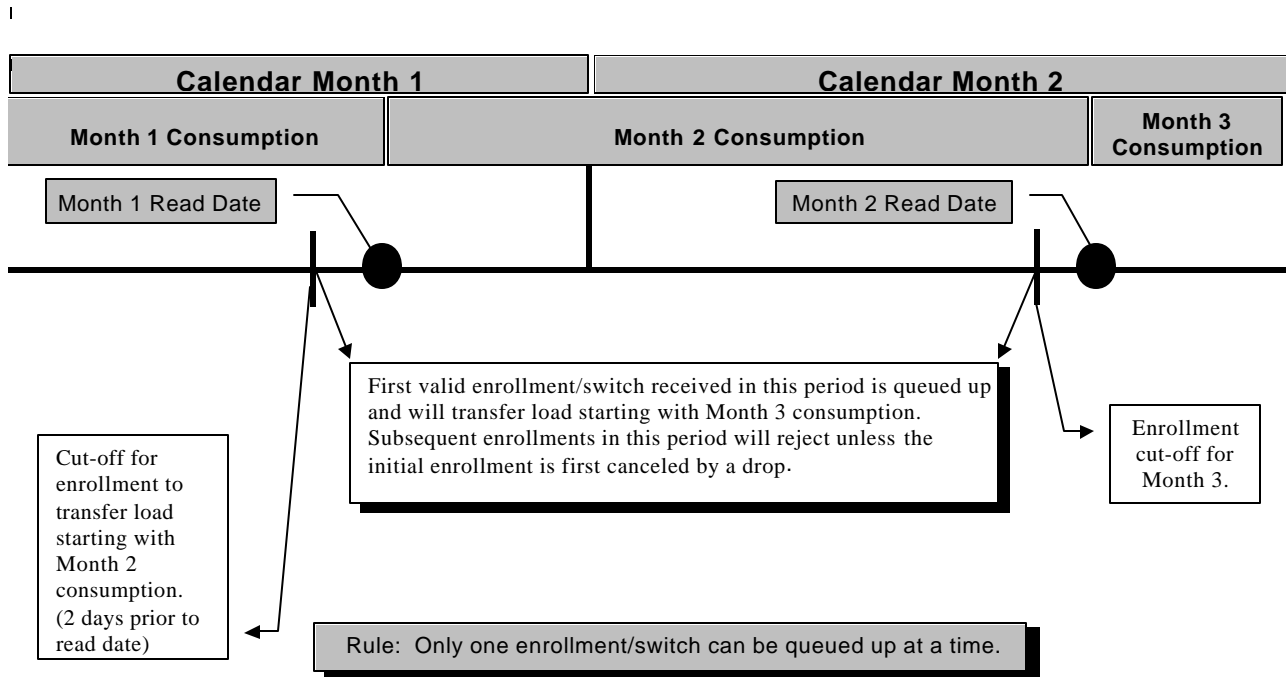 Calendar Month 1
Calendar Month 2
Month 1 Consumption
Month 2 Consumption
Month 3
Consumption
Month 1 Read Date
Month 2 Read Date
First valid enrollment/switch received in this period is queued up
and will transfer load starting with Month 3 consumption.
Subsequent enrollments in this period will reject unless the
initial enrollment is first canceled by a drop.
Cut-off for
enrollment to
transfer load
starting with
Month 2
consumption.
(2 days prior to
read date)
Enrollment
cut-off for
Month 3.
Rule: Only one enrollment/switch can be queued up at a time.